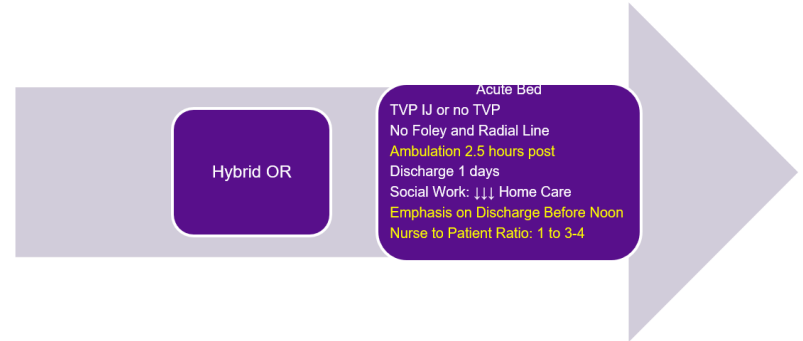 Hybrid OR
Acute Bed
TVP IJ or no TVP
No Foley and Radial Line
Ambulation 2.5 hours post
Discharge 1 days
Social Work: ↓↓↓ Home Care
Emphasis on Discharge Before Noon
Nurse to Patient Ratio: 1 to 3-4